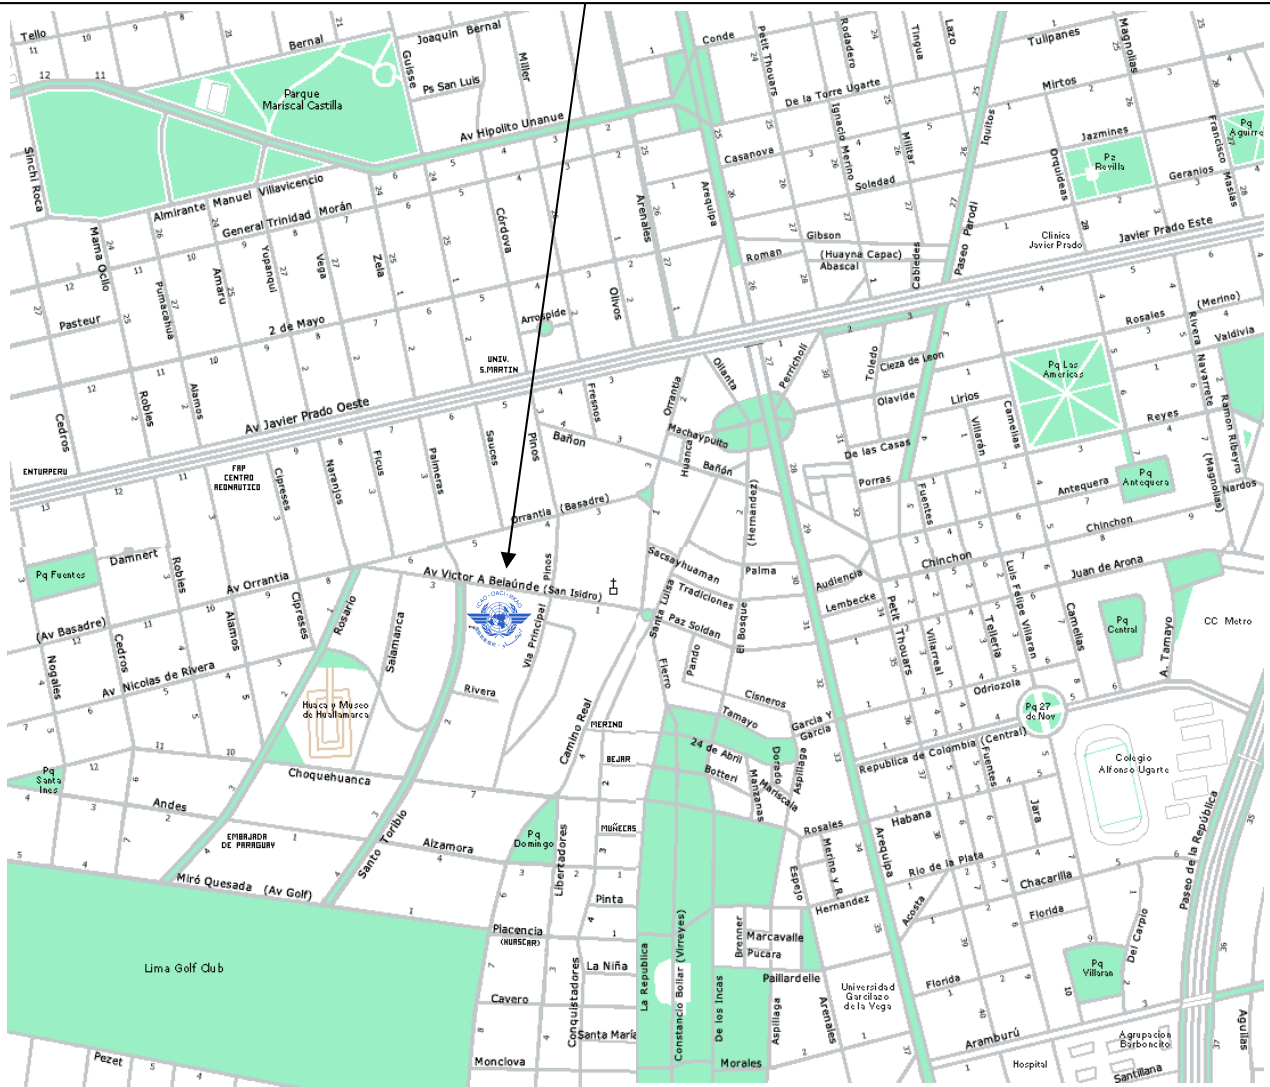 Tello
Bernal
Joaquin Bernal
Guisse
Miller
Ps San Luis
Parque
Mariscal Castilla
Av Hipolito Unanue
Conde
Petit Thouars
Rodadero
Tingua
Lazo
Tulipanes
Magnolias
Mirtos
De la Torre Ugarte
Ignacio Merino
Militar
Iquitos
Casanova
Soledad
Jazmines
Pq
Aguirre
Francisco Masias
Pz
Revilla
Geranios
Orquideas
Sinchi Roca
Almirante Manuel Villavicencio
General Trinidad Morán
Mama Ocllo
Pumacahua
Amaru
Yupanqui
Vega
Zela
Córdova
Arenales
Arequipa
Olivos
Gibson
Roman
(Huayna Capac)
Abascal
Cabledes
Paseo Parodi
Clinica
Javier Prado
Javier Prado Este
Pasteur
2 de Mayo
Arrospide
UNIV.
S.MARTIN
Rosales
(Merino)
Rivera Navarrete
Valdivia
Cedros
Robles
Alamos
Av Javier Prado Oeste
Fresnos
Orrantia
Ollanta
Perricholi
Toledo
Cieza de Leon
Olavide
Lirios
Villarán
Camelias
Pq Las
Americas
Reyes
Ramon Ribeyro
(Magnolias)
Nardos
ENTURPERU
FAP
CENTRO
AEONAUTICO
Cipreses
Naranjos
Ficus
Palmeras
Sauces
Pinos
Bañon
Machaypuito
Huanca
Bañón
De las Casas
Porras
Fuentes
Antequera
Pq
Antequera
Chinchon
(Hernandez)
Orrantia (Basadre)
Damnert
Pq Fuentes
Robles
Av Orrantia
Av Victor A Belaúnde (San Isidro)
Pinos
Sacsayhuaman
Palma
Audiencia
Chinchon
Juan de Arona
(Av Basadre)
Alamos
Cipreses
Rosario
Salamanca
ICAO·OACI·ИКАО
Via Principal
Santa Luisa
Tradiciones
Paz Soldan
El Bosque
Lembecke
Petit Thouars
Villarreal
Telleria
Luis Felipe Villaran
Camelias
Pq
Central
CC Metro
A. Tamayo
Nogales
Cedros
Av Nicolas de Rivera
Rivera
Huaca y Museo
de Huallamarca
Camino Real
Fierro
Pando
Cisneros
Tamayo
Garcia Y
Garcia
Odriozola
Pq 27
de Nov
MERINO
BEJAR
24 de Abril
Botteri
Dorado
Aspillaga
Manzanas
Mariscala
Republica de Colombia (Central)
Fuentes
Colegio
Alfonso Ugarte
Pq
Santa
Ines
Choquehuanca
Andes
EMBAJADA
DE PARAGUAY
Santo Toribio
Alzamora
Pq
Domingo
Libertadores
MUÑECAS
Rosales
Merino y R.
Espejo
Arequipa
Habana
Jara
Rio de la Plata
Chacarilla
Paseo de la República
Miró Quesada (Av Golf)
Pinta
Hernandez
Acosta
Florida
Del Carpio
Placencia
(HUASCAR)
Brenner
Marcavalle
Pucara
Lima Golf Club
La Niña
Conquistadores
La Republica
Constancio Bollar (Virreyes)
De los Incas
Paillardelle
Universidad
Garcilazo
de la Vega
Florida
Pq
Villaran
Cavero
Santa María
Aspillaga
Arenales
Aramburú
Agrupacion
Barboncito
Aguilas
Pezet
Monclova
Morales
Hospital
Santillana